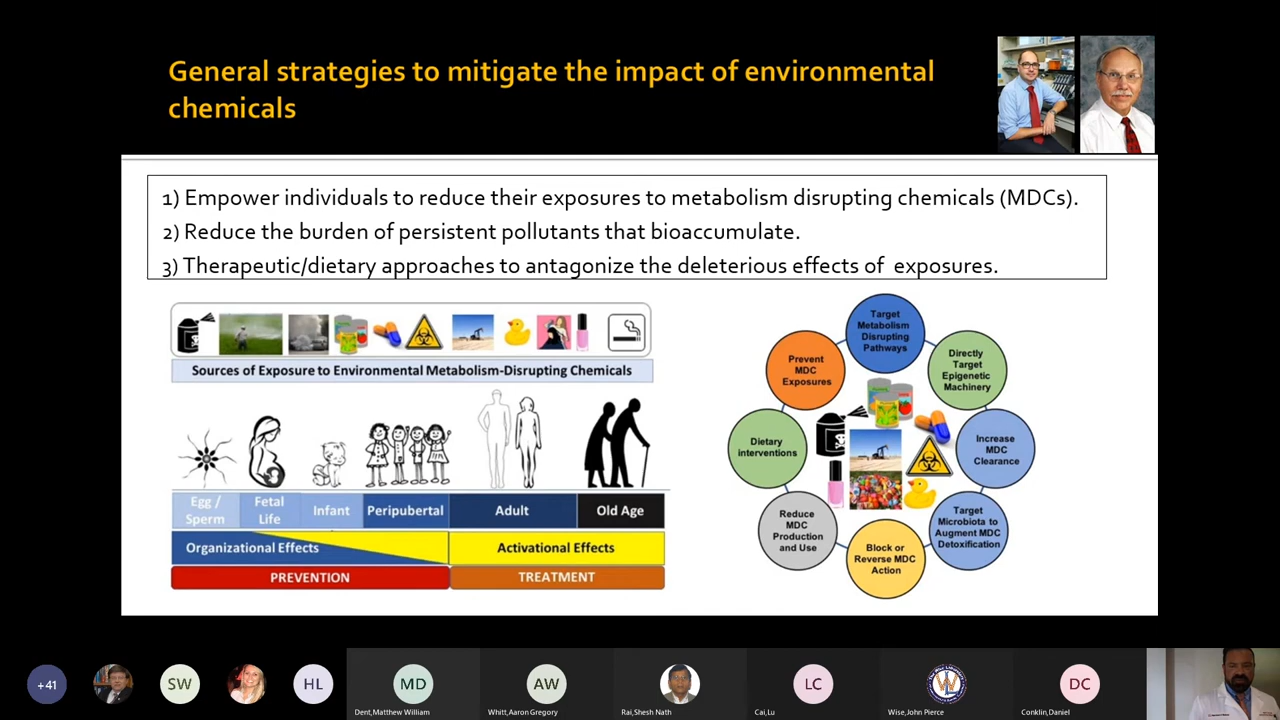 General strategies to mitigate the impact of environmental
chemicals
1) Empower individuals to reduce their exposures to metabolism disrupting chemicals (MDCs).
2) Reduce the burden of persistent pollutants that bioaccumulate.
3) Therapeutic/dietary approaches to antagonize the deleterious effects of exposures.
Sources of Exposure to Environmental Metabolism-Disrupting Chemicals
Egg /
Sperm
Fetal
Life
Infant
Peripubertal
Adult
Old Age
Organizational Effects
Activational Effects
PREVENTION
TREATMENT
Target
Metabolism
Disrupting
Pathways
Directly
Target
Epigenetic
Machinery
Increase
MDC
Clearance
Target
Microbiota to
Augment MDC
Detoxification
Block or
Reverse MDC
Action
Reduce
MDC
Production
and Use
Dietary
interventions
Prevent
MDC
Exposures
+41
SW
HL
MD
Dent,Matthew William
AW
Whitt,Aaron Gregory
Rai,Shesh Nath
LC
Cai,Lu
Wise,John Pierce
DC
Conklin,Daniel